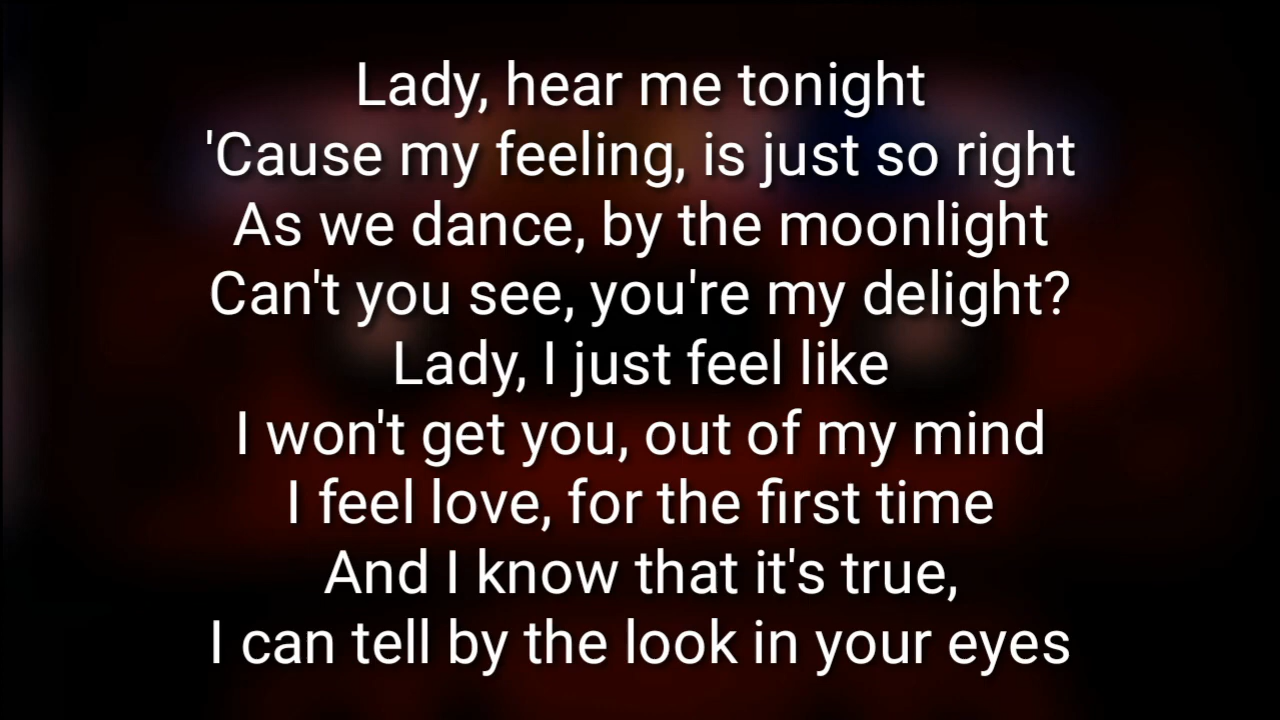 Lady, hear me tonight
'Cause my feeling, is just so right
As we dance, by the moonlight
Can't you see, you're my delight?
Lady, I just feel like
I won't get you, out of my mind
I feel love, for the first time
And I know that it's true,
I can tell by the look in your eyes